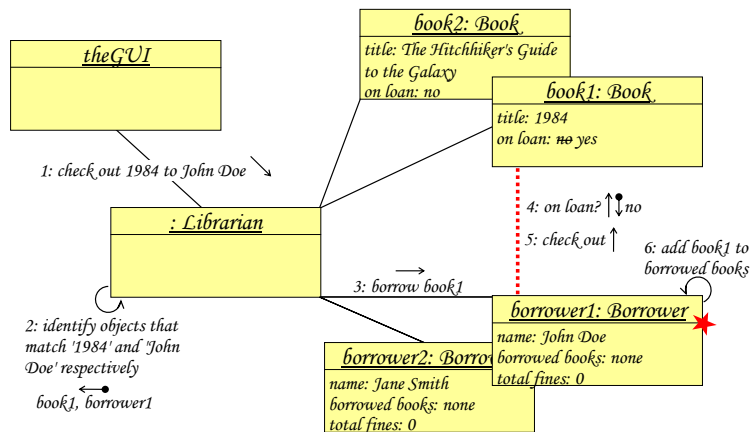 theGUI
book2: Book
title: The Hitchhiker's Guide
to the Galaxy
on loan: no
book1: Book
title: 1984
on loan: no yes
1: check out 1984 to John Doe
: Librarian
4: on loan?
no
5: check out
6: add book1 to
borrowed books
3: borrow book1
2: identify objects that
match '1984' and 'John
Doe' respectively
book1, borrower1
borrower1: Borrower
name: John Doe
borrowed books: none
total fines: 0
borrower2: Borro
name: Jane Smith
borrowed books: none
total fines: 0